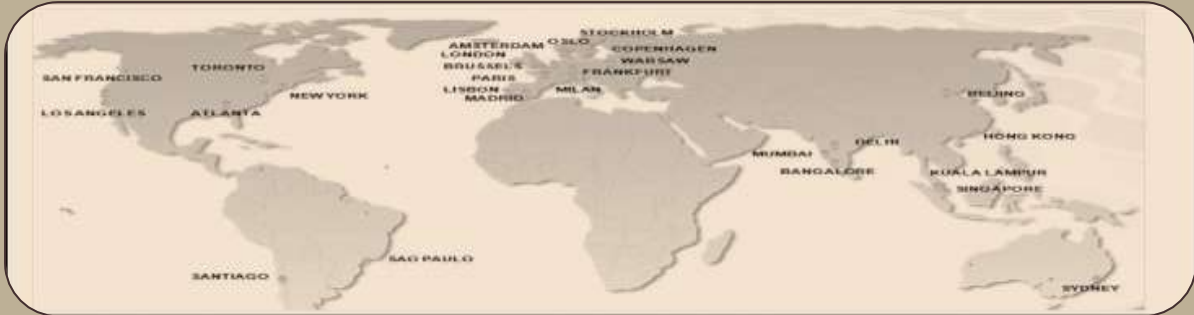 STOCKHOLM
OSLO
AMSTERDAM
COPENHAGEN
LONDON
WARSAW
BRUSSELS
FRANKFURT
TORONTO
SAN FRANCISCO
PARIS
LISBON
MILAN
MADRID
NEW YORK
BEIJING
LOS ANGELES
ATLANTA
HONG KONG
DELHI
MUMBAI
BANGALORE
KUALA LAMPUR
SINGAPORE
SAO PAULO
SANTIAGO
SYDNEY